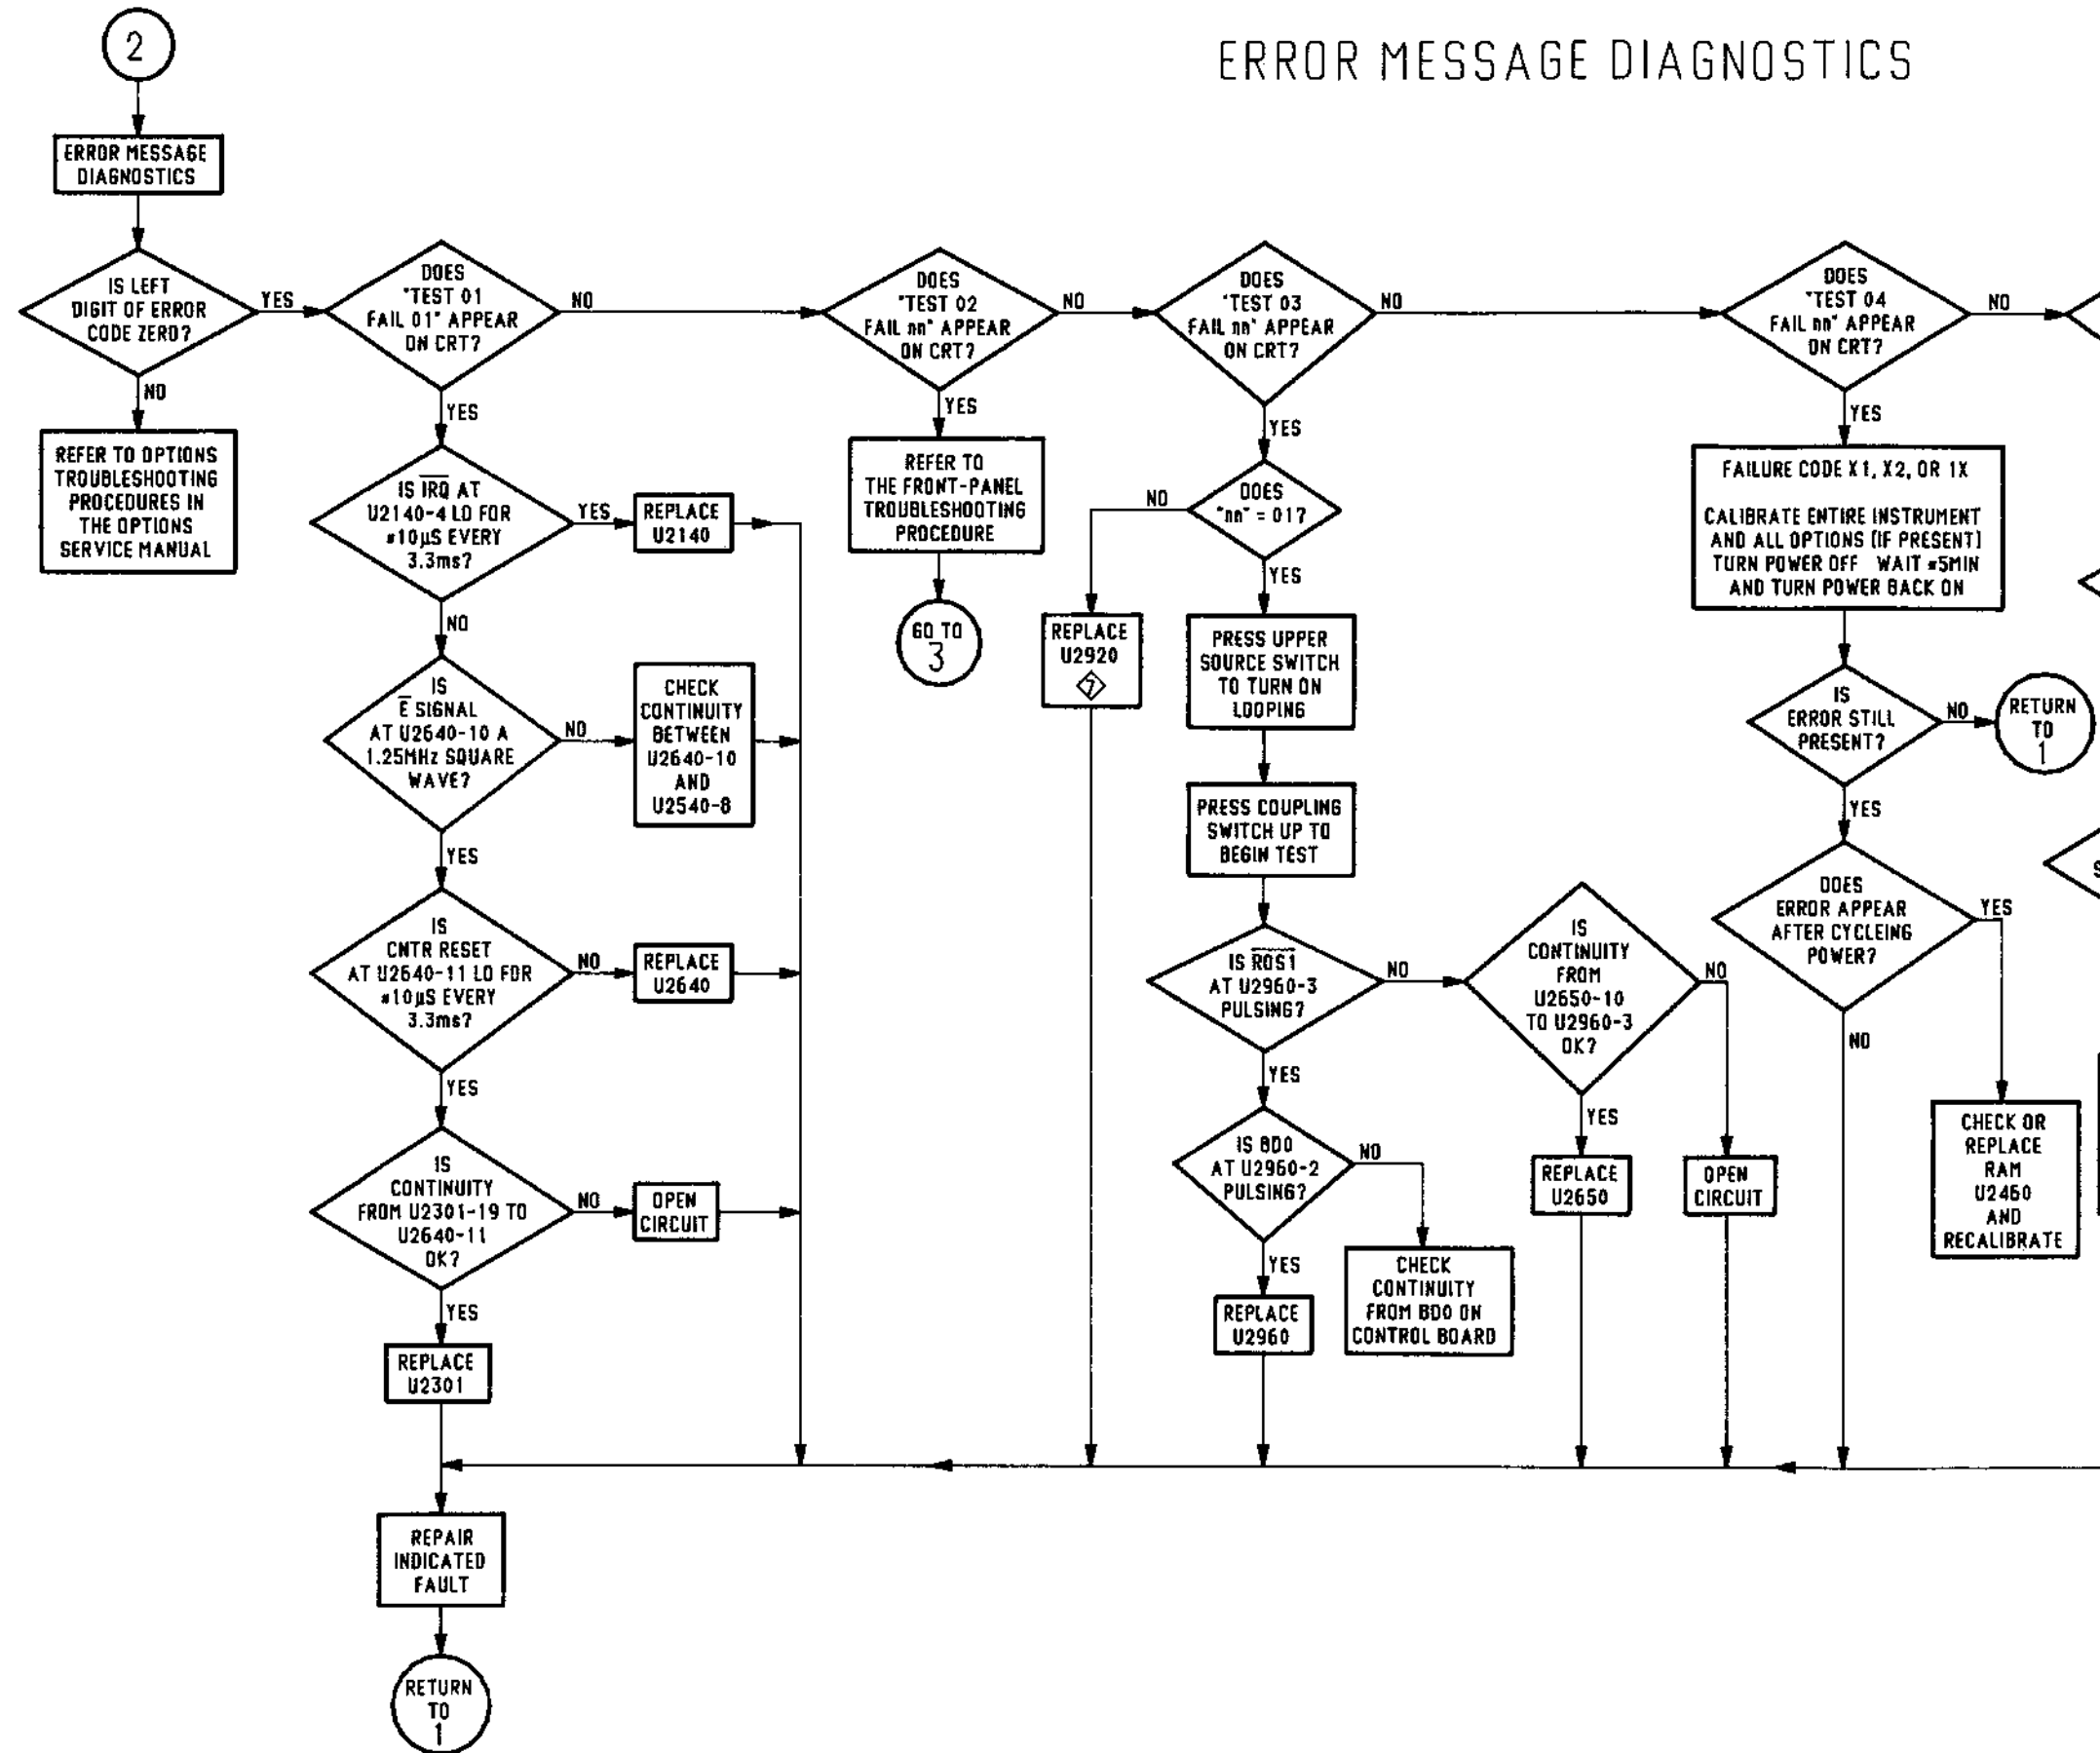 ERROR MESSAGE DIAGNOSTICS
2
ERROR MESSAGE
DIAGNOSTICS
IS LEFT
DIGIT OF ERROR
CODE ZERO?
YES
NO
REFER TO OPTIONS
TROUBLESHOOTING
PROCEDURES IN
THE OPTIONS
SERVICE MANUAL
DOES
"TEST 01
FAIL 01" APPEAR
ON CRT?
NO
YES
IS IRQ AT
U2140-4 LO FOR
≈10µS EVERY
3.3ms?
YES
REPLACE
U2140
NO
IS
E SIGNAL
AT U2640-10 A
1.25MHz SQUARE
WAVE?
NO
CHECK
CONTINUITY
BETWEEN
U2640-10
AND
U2540-8
YES
IS
CNTR RESET
AT U2640-11 LO FOR
≈10µS EVERY
3.3ms?
NO
REPLACE
U2640
YES
IS
CONTINUITY
FROM U2301-19 TO
U2640-11
OK?
NO
OPEN
CIRCUIT
YES
REPLACE
U2301
REPAIR
INDICATED
FAULT
RETURN
TO
1
DOES
"TEST 02
FAIL nn" APPEAR
ON CRT?
NO
YES
REFER TO
THE FRONT-PANEL
TROUBLESHOOTING
PROCEDURE
GO TO
3
DOES
"TEST 03
FAIL nn" APPEAR
ON CRT?
NO
YES
DOES
"nn" = 01?
NO
REPLACE
U2920
7
YES
PRESS UPPER
SOURCE SWITCH
TO TURN ON
LOOPING
PRESS COUPLING
SWITCH UP TO
BEGIN TEST
IS ROS1
AT U2960-3
PULSING?
NO
YES
IS BD0
AT U2960-2
PULSING?
NO
CHECK
CONTINUITY
FROM BD0 ON
CONTROL BOARD
YES
REPLACE
U2960
IS
CONTINUITY
FROM
U2650-10
TO U2960-3
OK?
NO
YES
REPLACE
U2650
OPEN
CIRCUIT
DOES
"TEST 04
FAIL nn" APPEAR
ON CRT?
NO
YES
FAILURE CODE X1, X2, OR 1X
CALIBRATE ENTIRE INSTRUMENT
AND ALL OPTIONS (IF PRESENT)
TURN POWER OFF WAIT ≈5MIN
AND TURN POWER BACK ON
IS
ERROR STILL
PRESENT?
NO
RETURN
TO
1
YES
DOES
ERROR APPEAR
AFTER CYCLEING
POWER?
YES
NO
CHECK OR
REPLACE
RAM
U2460
AND
RECALIBRATE
S